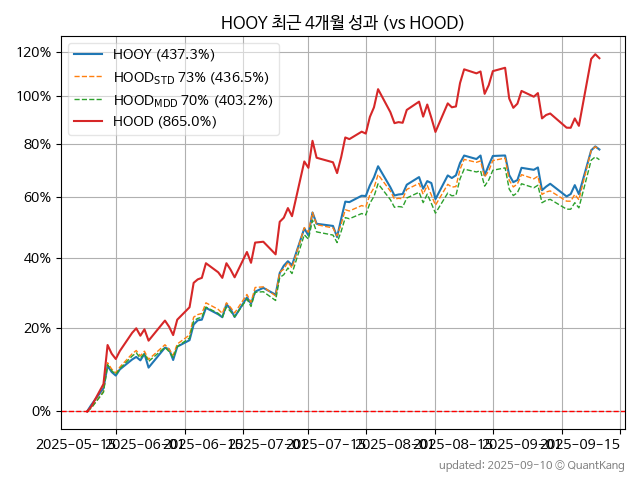 HOOY 최근 4개월 성과 (vs HOOD)
HOOY (437.3%)
HOOD_STD 73% (436.5%)
HOOD_MDD 70% (403.2%)
HOOD (865.0%)
120%
100%
80%
60%
40%
20%
0%
2025-05-15 2025-06-01 2025-06-15 2025-07-01 2025-07-15 2025-08-01 2025-08-15 2025-09-01 2025-09-15
updated: 2025-09-10 © QuantKang